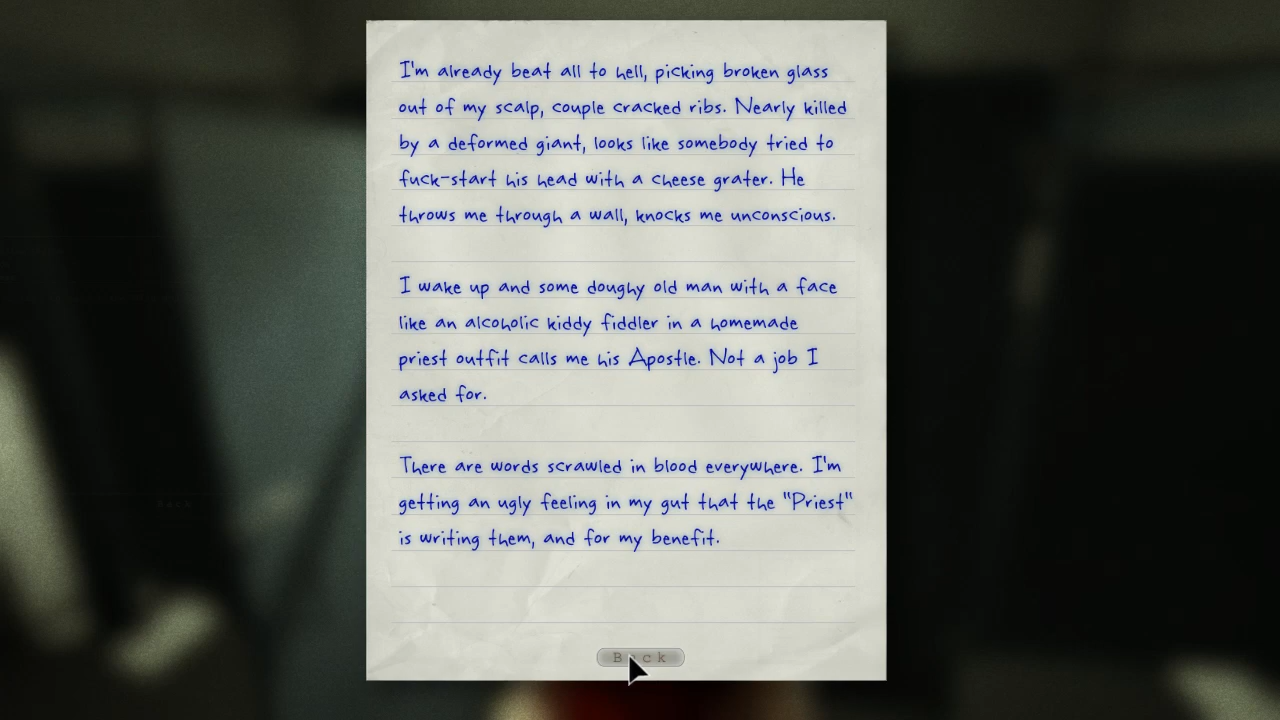 I'm already beat all to hell, picking broken glass
out of my scalp, couple cracked ribs. Nearly killed
by a deformed giant, looks like somebody tried to
fuck-start his head with a cheese grater. He
throws me through a wall, knocks me unconscious.
I wake up and some doughy old man with a face
like an alcoholic kiddy fiddler in a homemade
priest outfit calls me his Apostle. Not a job I
asked for.
There are words scrawled in blood everywhere. I'm
getting an ugly feeling in my gut that the "Priest"
is writing them, and for my benefit.
Back